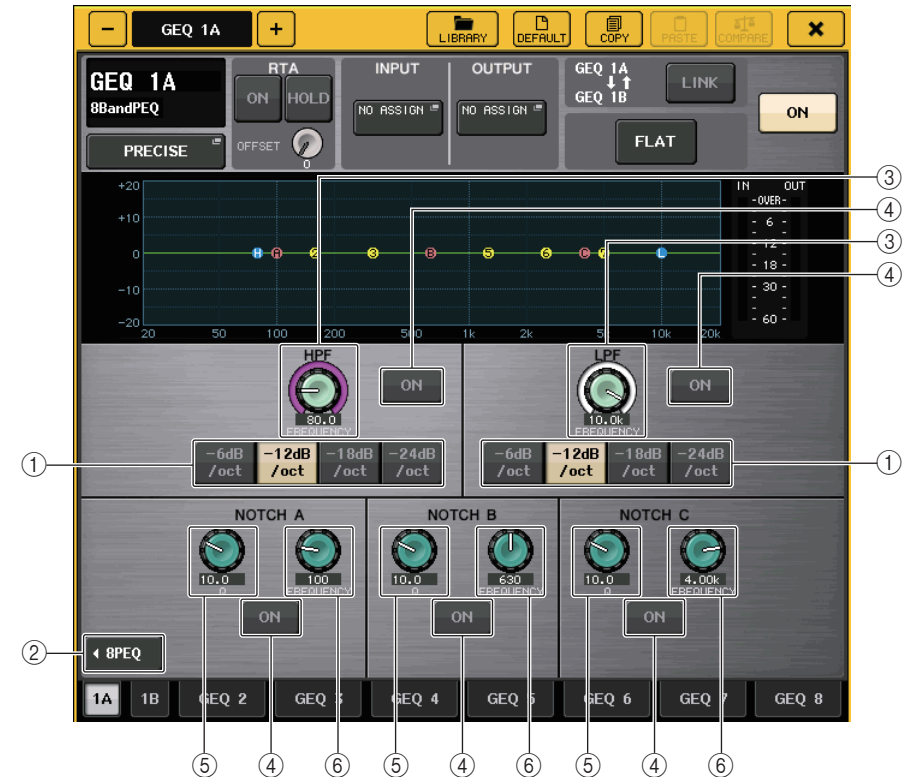 GEQ 1A
LIBRARY
DEFAULT
COPY
PASTE
COMPARE
GEQ 1A
8BandPEQ
PRECISE
RTA
ON
HOLD
OFFSET
0
INPUT
NO ASSIGN
OUTPUT
NO ASSIGN
GEQ 1A
GEQ 1B
LINK
FLAT
ON
+20
+10
0
-10
-20
20
50
100
200
500
1k
2k
5k
10k
20k
H
A
2
3
B
5
6
C
7
L
IN OUT
-OVER-
- 6 -
- 12 -
- 18 -
- 30 -
- 60 -
③
④
③
④
HPF
80.0
FREQUENCY
ON
LPF
10.0k
FREQUENCY
ON
①
-6dB /oct
-12dB /oct
-18dB /oct
-24dB /oct
-6dB /oct
-12dB /oct
-18dB /oct
-24dB /oct
①
NOTCH A
10.0
Q
100
FREQUENCY
ON
NOTCH B
10.0
Q
630
FREQUENCY
ON
NOTCH C
10.0
Q
4.00k
FREQUENCY
ON
②
8PEQ
1A
1B
GEQ 2
GEQ 3
GEQ 4
GEQ 5
GEQ 6
GEQ 7
GEQ 8
⑤ ④ ⑥ ⑤ ④ ⑥ ⑤ ④ ⑥